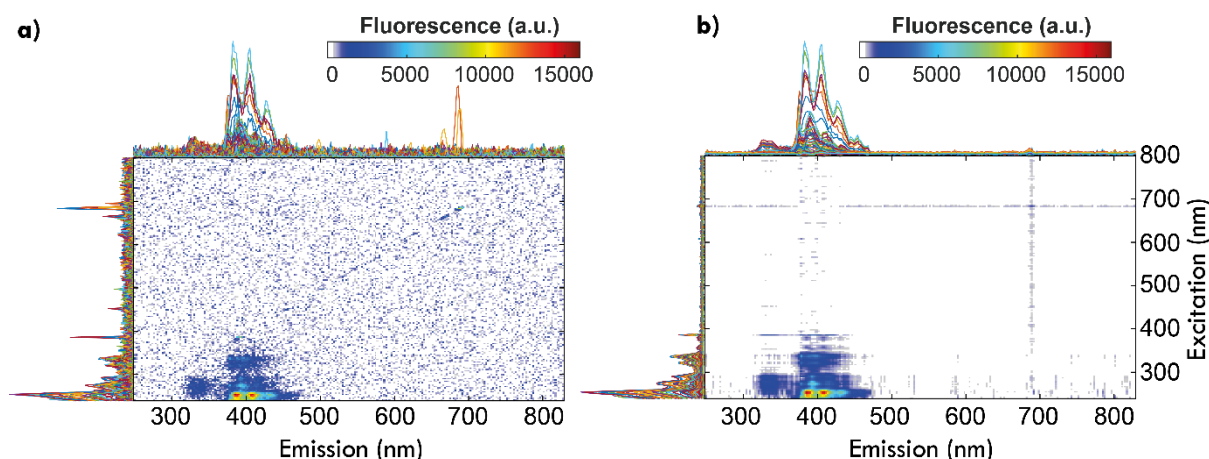 a) Fluorescence (a.u.)
0 5000 10000 15000
300 400 500 600 700 800
Emission (nm)
b) Fluorescence (a.u.)
0 5000 10000 15000
800
700
600
500
400
300
Excitation (nm)
300 400 500 600 700 800
Emission (nm)